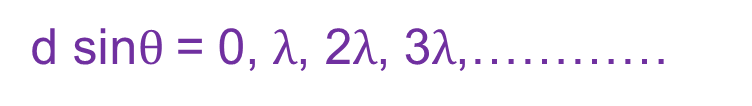 d sinθ = 0, λ, 2λ, 3λ,…………